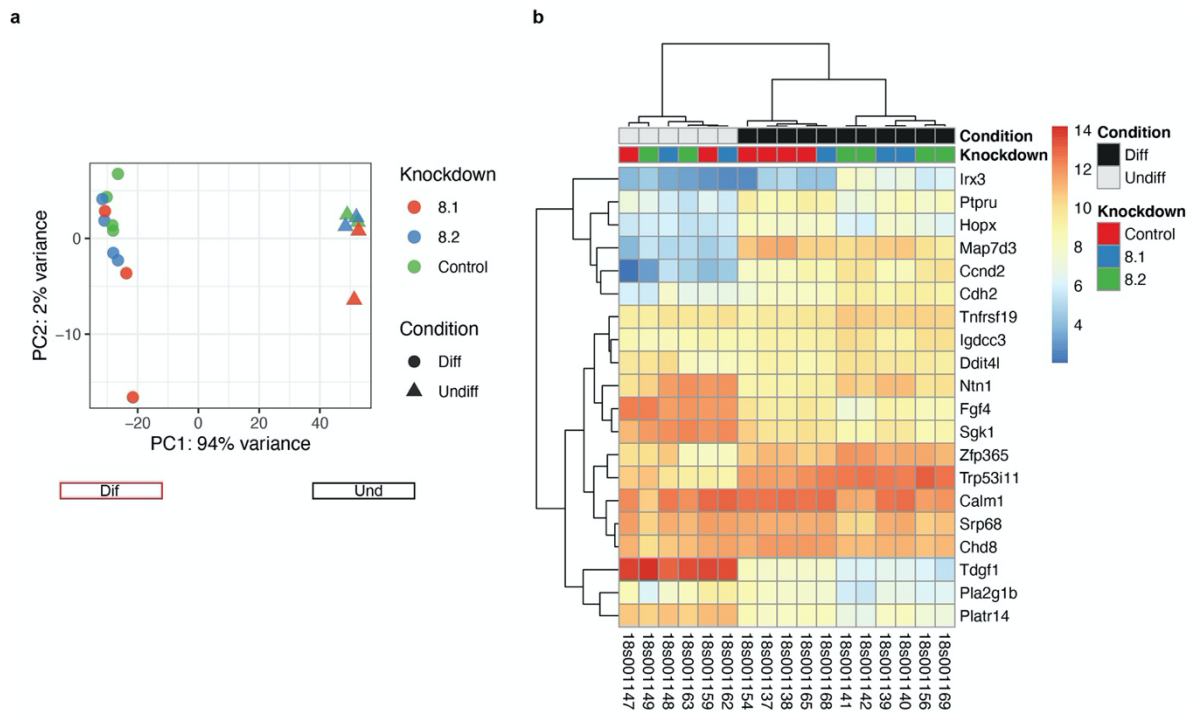 a
b
PC2: 2% variance
0
−10
−20
0
20
40
PC1: 94% variance
Dif
Und
Knockdown
8.1
8.2
Control
Condition
Diff
Undiff
Condition
Knockdown
Irx3
Ptpru
Hopx
Map7d3
Ccnd2
Cdh2
Tnfrsf19
Igdcc3
Ddit4l
Ntn1
Fgf4
Sgk1
Zfp365
Trp53i11
Calm1
Srp68
Chd8
Tdgf1
Pla2g1b
Platr14
18s001147
18s001149
18s001148
18s001163
18s001159
18s001162
18s001154
18s001137
18s001138
18s001165
18s001168
18s001141
18s001142
18s001139
18s001140
18s001156
18s001169
14
12
10
8
6
4
Condition
Diff
Undiff
Knockdown
Control
8.1
8.2